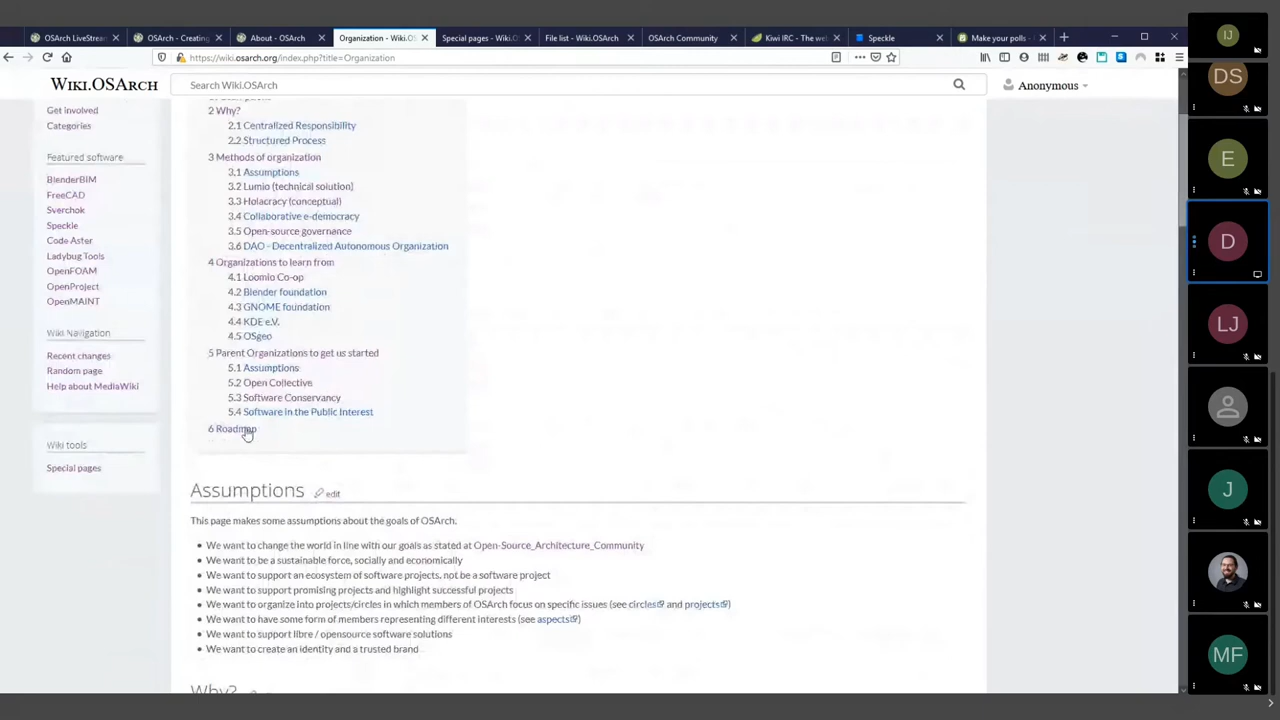 OSArch LiveStream
OSArch - Creating
About - OSArch
Organization - Wiki.OS
Special pages - Wiki.OS
File list - Wiki.OSArch
OSArch Community
Kiwi IRC - The wel
Speckle
Make your polls -
https://wiki.osarch.org/index.php?title=Organization
Wiki.OSArch
Search Wiki.OSArch
Anonymous
Get involved
Categories
Featured software
BlenderBIM
FreeCAD
Sverchok
Speckle
Code Aster
Ladybug Tools
OpenFOAM
OpenProject
OpenMAINT
Wiki Navigation
Recent changes
Random page
Help about MediaWiki
Wiki tools
Special pages
2 Why?
2.1 Centralized Responsibility
2.2 Structured Process
3 Methods of organization
3.1 Assumptions
3.2 Lumio (technical solution)
3.3 Holacracy (conceptual)
3.4 Collaborative e-democracy
3.5 Open-source governance
3.6 DAO - Decentralized Autonomous Organization
4 Organizations to learn from
4.1 Loomio Co-op
4.2 Blender foundation
4.3 GNOME foundation
4.4 KDE e.V.
4.5 OSgeo
5 Parent Organizations to get us started
5.1 Assumptions
5.2 Open Collective
5.3 Software Conservancy
5.4 Software in the Public Interest
6 Roadmap
Assumptions edit
This page makes some assumptions about the goals of OSArch.
We want to change the world in line with our goals as stated at Open-Source_Architecture_Community
We want to be a sustainable force, socially and economically
We want to support an ecosystem of software projects, not be a software project
We want to support promising projects and highlight successful projects
We want to organize into projects/circles in which members of OSArch focus on specific issues (see circles and projects)
We want to have some form of members representing different interests (see aspects)
We want to support libre / opensource software solutions
We want to create an identity and a trusted brand
Why?
IJ
DS
E
D
LJ
J
MF